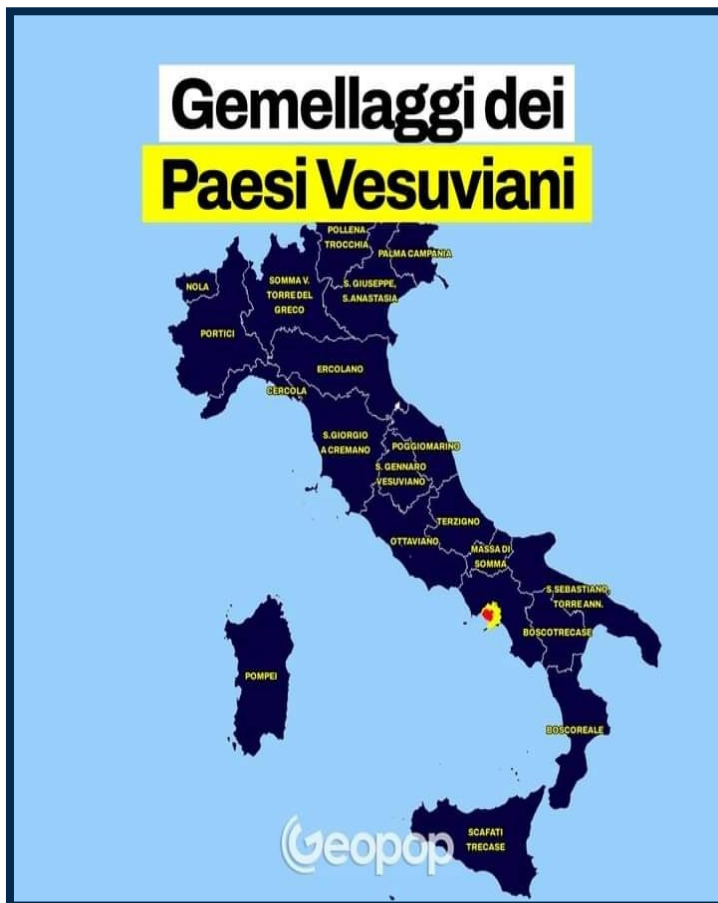 Gemellaggi dei
Paesi Vesuviani
POLLENA
TROCCHIA
PALMA CAMPANIA
NOLA
SOMMA V.
TORRE DEL
GRECO
S. GIUSEPPE,
S.ANASTASIA
PORTICI
ERCOLANO
CERCOLA
S.GIORGIO
A CREMANO
POGGIOMARINO
S. GENNARO
VESUVIANO
TERZIGNO
OTTAVIANO
MASSA DI
SOMMA
S.SEBASTIANO,
TORRE ANN.
BOSCOTRECASE
POMPEI
BOSCOREALE
SCAFATI
TRECASE
Geopop